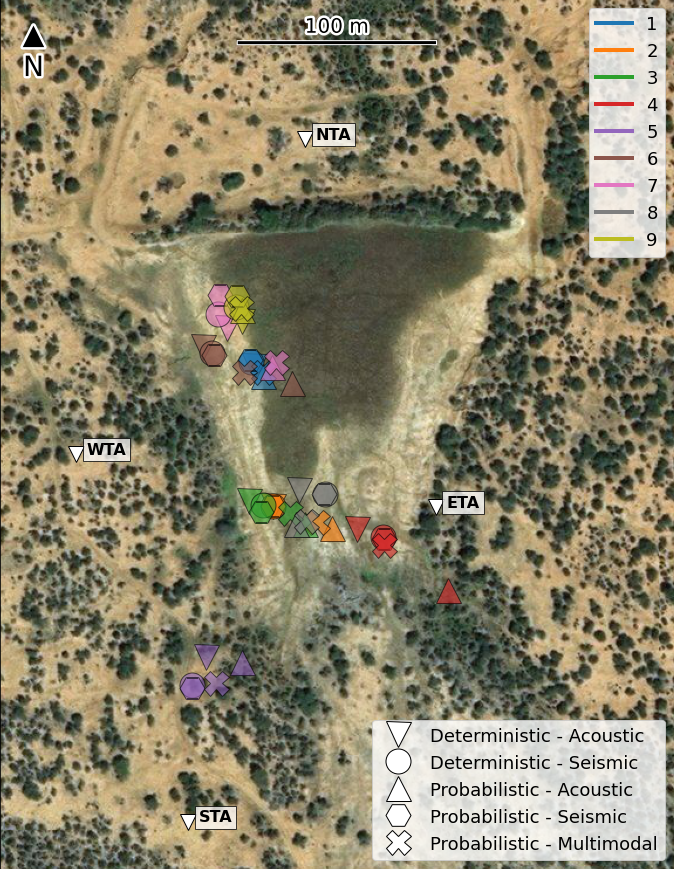 100 m
N
1
2
3
4
5
6
7
8
9
NTA
WTA
ETA
STA
Deterministic - Acoustic
Deterministic - Seismic
Probabilistic - Acoustic
Probabilistic - Seismic
Probabilistic - Multimodal